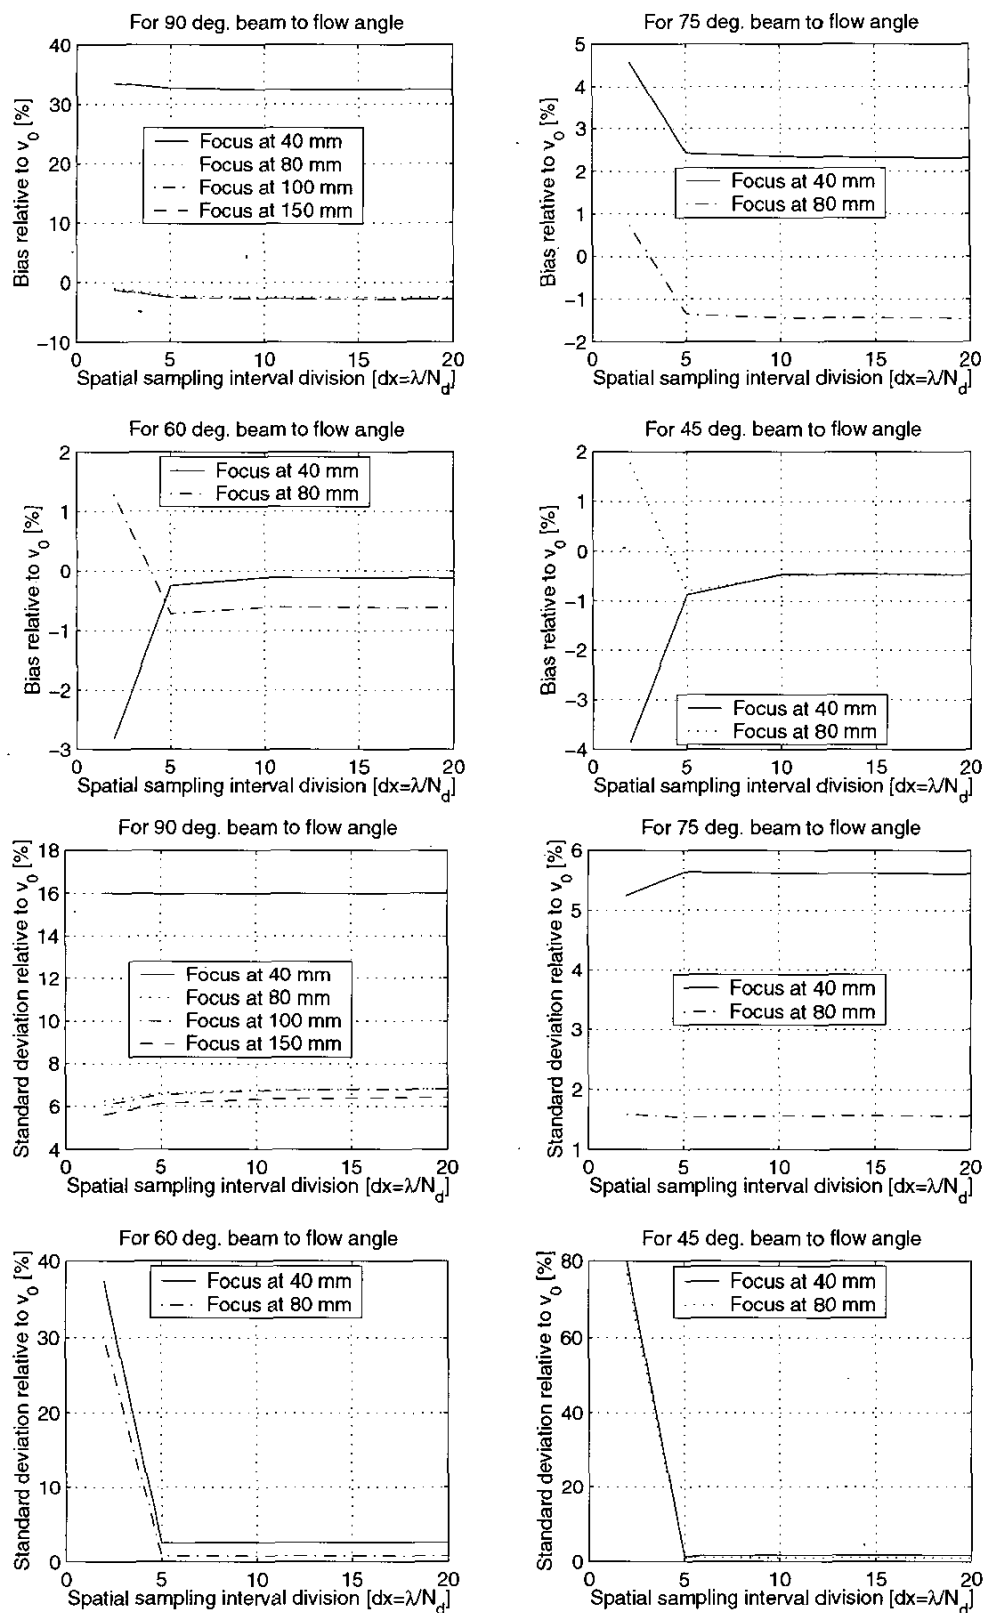 For 90 deg. beam to flow angle
Bias relative to v0 [%]
40
30
20
10
0
−10
Focus at 40 mm
Focus at 80 mm
Focus at 100 mm
Focus at 150 mm
0 5 10 15 20
Spatial sampling interval division [dx=λ/Nd]
For 75 deg. beam to flow angle
Bias relative to v0 [%]
5
4
3
2
1
0
−1
−2
Focus at 40 mm
Focus at 80 mm
0 5 10 15 20
Spatial sampling interval division [dx=λ/Nd]
For 60 deg. beam to flow angle
Bias relative to v0 [%]
2
1
0
−1
−2
−3
Focus at 40 mm
Focus at 80 mm
0 5 10 15 20
Spatial sampling interval division [dx=λ/Nd]
For 45 deg. beam to flow angle
Bias relative to v0 [%]
2
1
0
−1
−2
−3
−4
Focus at 40 mm
Focus at 80 mm
0 5 10 15 20
Spatial sampling interval division [dx=λ/Nd]
For 90 deg. beam to flow angle
Standard deviation relative to v0 [%]
18
16
14
12
10
8
6
4
Focus at 40 mm
Focus at 80 mm
Focus at 100 mm
Focus at 150 mm
0 5 10 15 20
Spatial sampling interval division [dx=λ/Nd]
For 75 deg. beam to flow angle
Standard deviation relative to v0 [%]
6
5
4
3
2
1
Focus at 40 mm
Focus at 80 mm
0 5 10 15 20
Spatial sampling interval division [dx=λ/Nd]
For 60 deg. beam to flow angle
Standard deviation relative to v0 [%]
40
30
20
10
0
Focus at 40 mm
Focus at 80 mm
0 5 10 15 20
Spatial sampling interval division [dx=λ/Nd]
For 45 deg. beam to flow angle
Standard deviation relative to v0 [%]
80
60
40
20
0
Focus at 40 mm
Focus at 80 mm
0 5 10 15 20
Spatial sampling interval division [dx=λ/Nd]